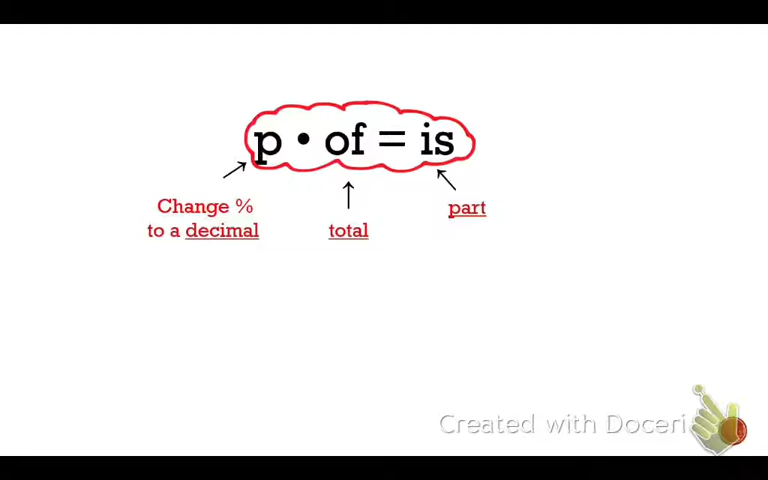 p • of = is
Change %
to a decimal
total
part
Created with Doceri